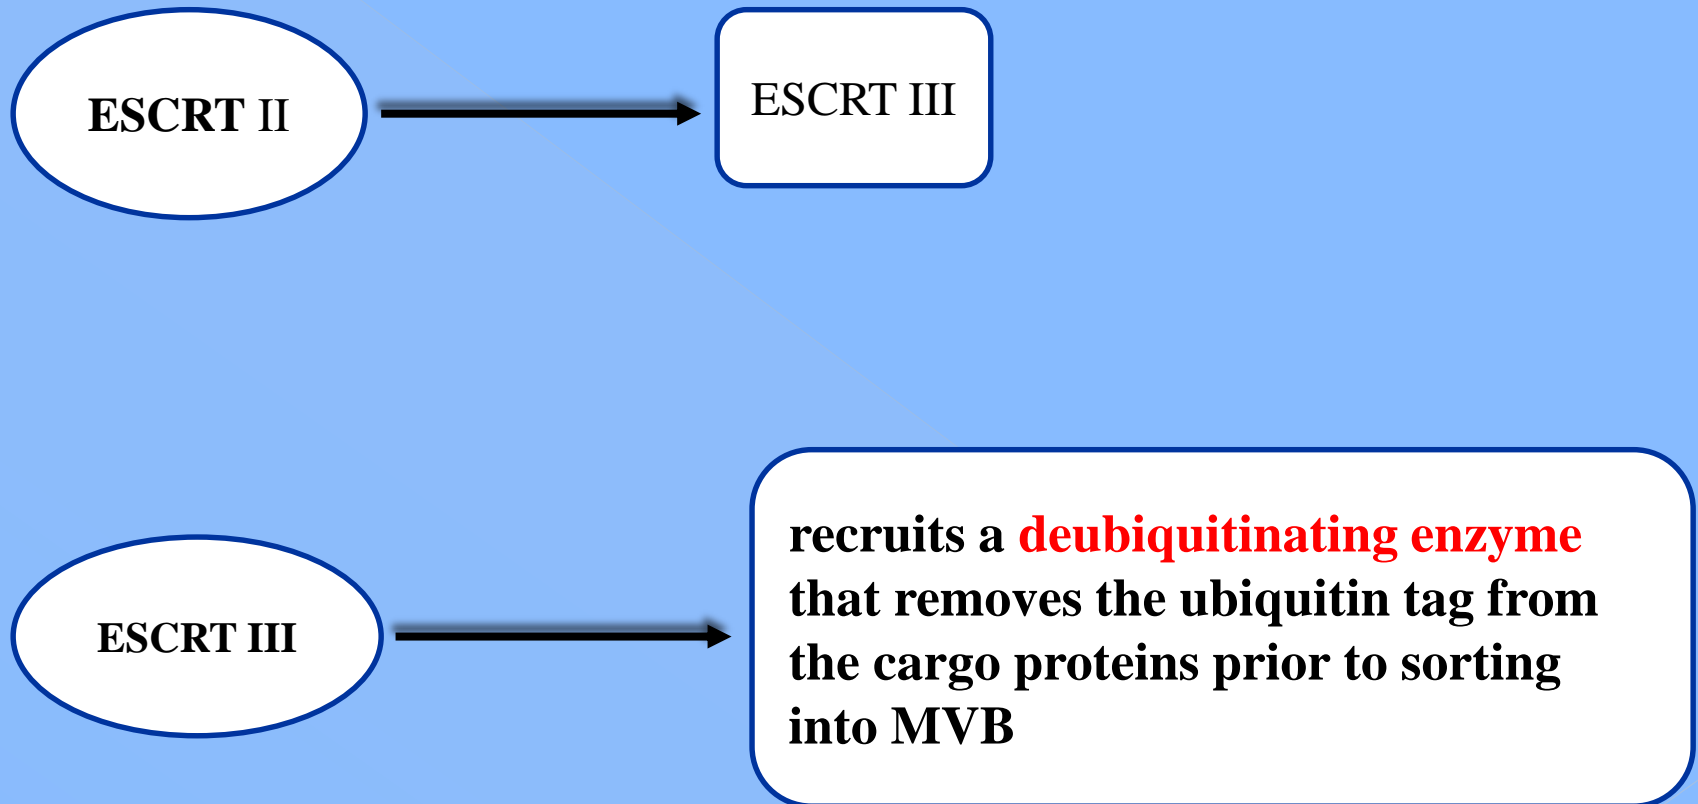 ESCRT II
ESCRT III
ESCRT III
recruits a deubiquitinating enzyme
that removes the ubiquitin tag from
the cargo proteins prior to sorting
into MVB